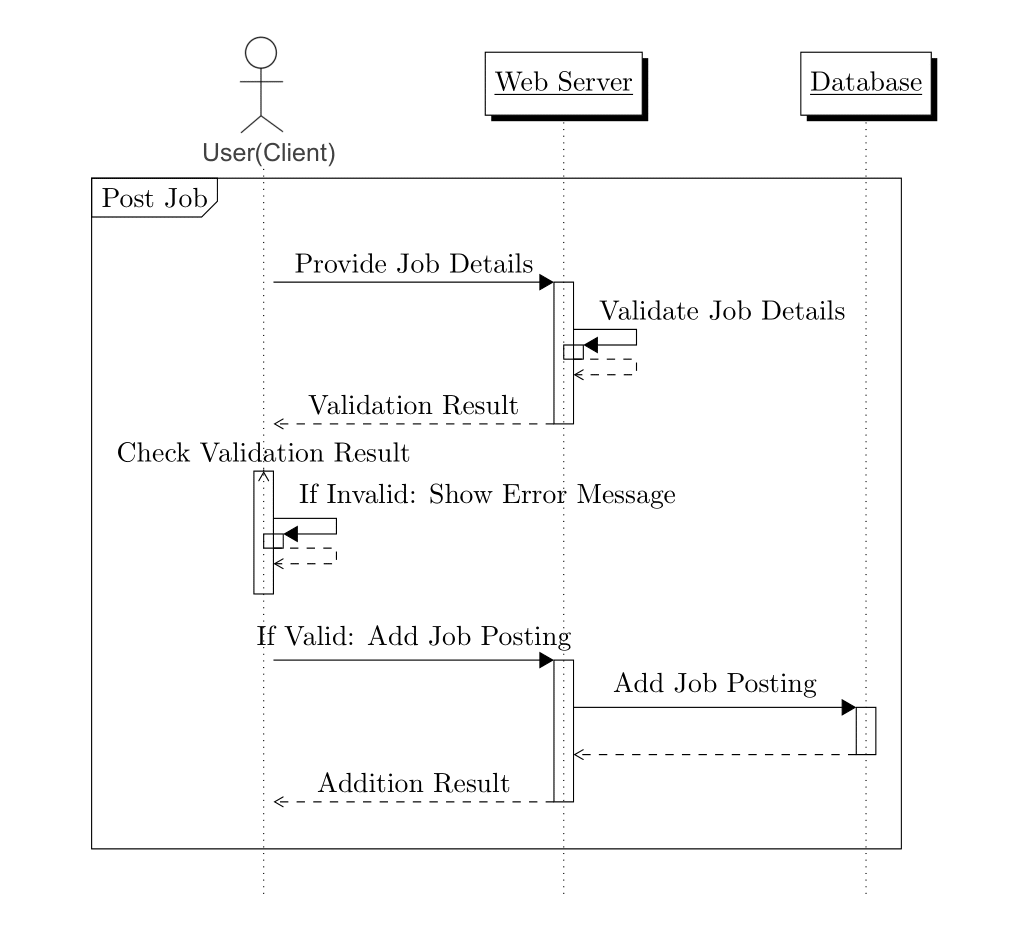 Web Server
Database
User(Client)
Post Job
Provide Job Details
Validate Job Details
Validation Result
Check Validation Result
If Invalid: Show Error Message
If Valid: Add Job Posting
Add Job Posting
Addition Result